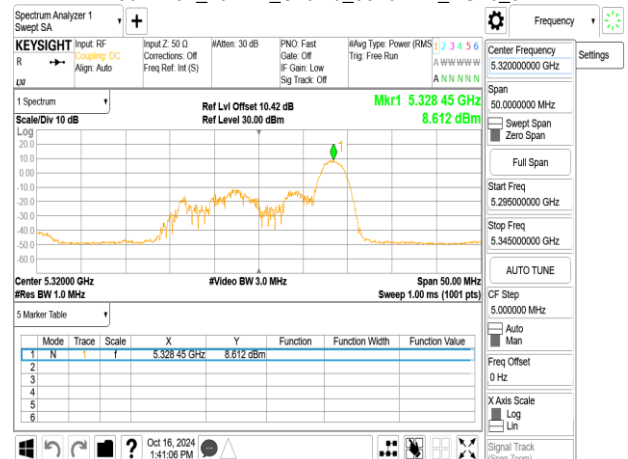 Spectrum Analyzer 1
Swept SA
Frequency
KEYSIGHT
R
LXI
Input: RF
Coupling: DC
Align: Auto
Input Z: 50 Ω
Corrections: Off
Freq Ref: Int (S)
#Atten: 30 dB
PNO: Fast
Gate: Off
IF Gain: Low
Sig Track: Off
#Avg Type: Power (RMS
Trig: Free Run
1 2 3 4 5 6
A W W W W W
A N N N N N
1 Spectrum
Scale/Div 10 dB
Ref Lvl Offset 10.42 dB
Ref Level 30.00 dBm
Mkr1 5.328 45 GHz
8.612 dBm
Log
20.0
10.0
0.00
-10.0
-20.0
-30.0
-40.0
-50.0
-60.0
1
Center 5.32000 GHz
#Res BW 1.0 MHz
#Video BW 3.0 MHz
Span 50.00 MHz
Sweep 1.00 ms (1001 pts)
5 Marker Table
Mode Trace Scale X Y Function Function Width Function Value
1 N 1 f 5.328 45 GHz 8.612 dBm
2
3
4
5
6
?
Oct 16, 2024
1:41:06 PM
Center Frequency
5.320000000 GHz
Settings
Span
50.0000000 MHz
Swept Span
Zero Span
Full Span
Start Freq
5.295000000 GHz
Stop Freq
5.345000000 GHz
AUTO TUNE
CF Step
5.000000 MHz
Auto
Man
Freq Offset
0 Hz
X Axis Scale
Log
Lin
Signal Track
(Span Zoom)